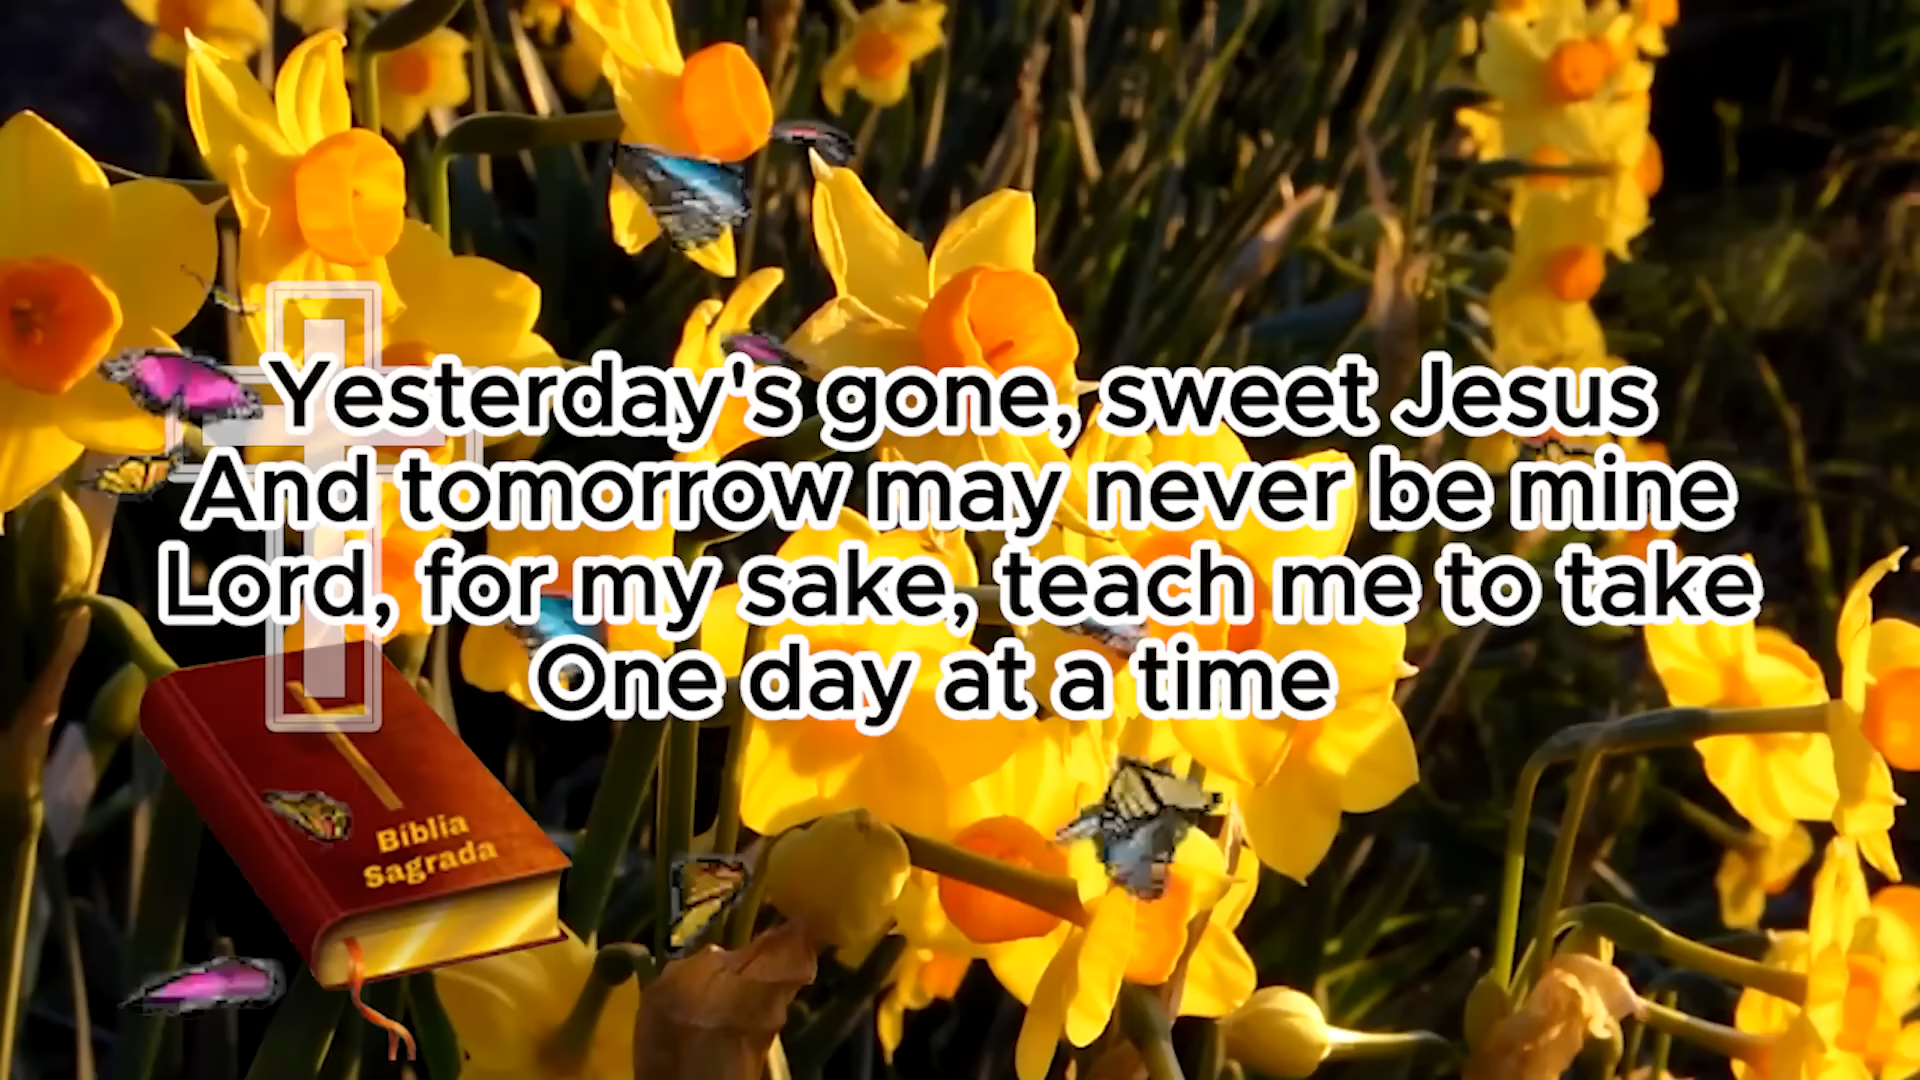 Yesterday's gone, sweet Jesus
And tomorrow may never be mine
Lord, for my sake, teach me to take
One day at a time
Bíblia
Sagrada